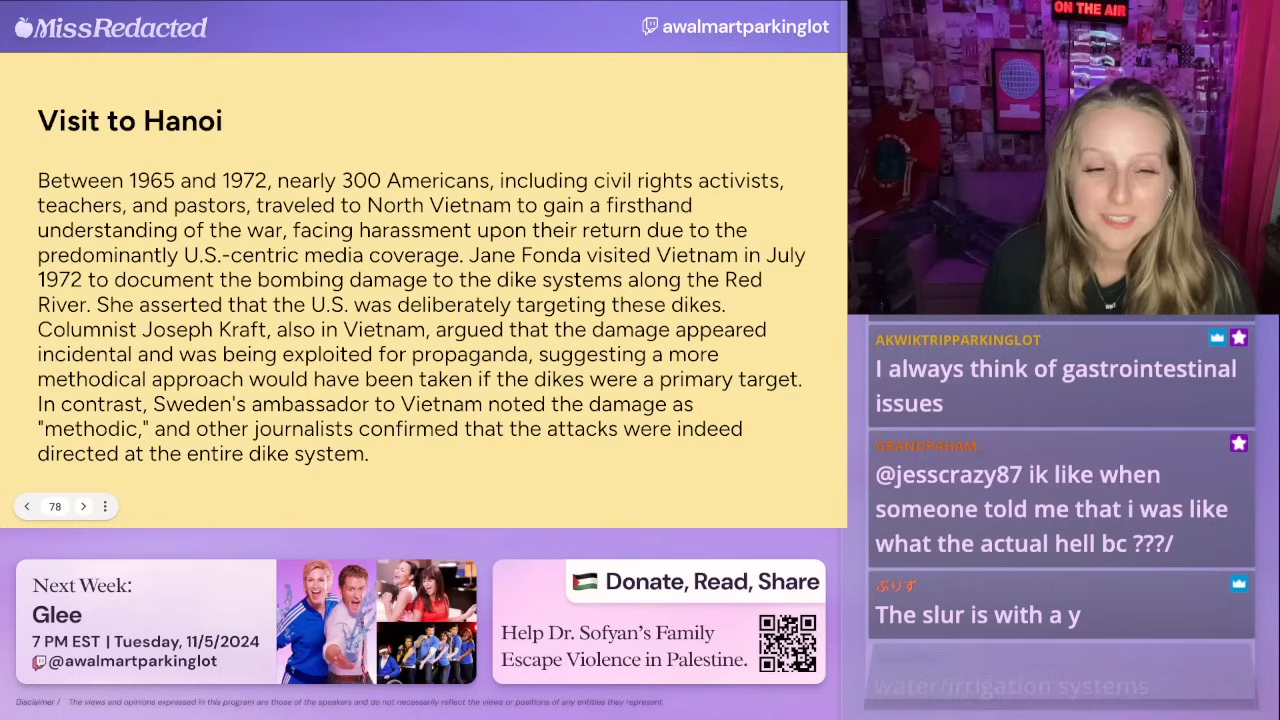 MissRedacted
awalmartparkinglot
ON THE AIR
Visit to Hanoi
Between 1965 and 1972, nearly 300 Americans, including civil rights activists,
teachers, and pastors, traveled to North Vietnam to gain a firsthand
understanding of the war, facing harassment upon their return due to the
predominantly U.S.-centric media coverage. Jane Fonda visited Vietnam in July
1972 to document the bombing damage to the dike systems along the Red
River. She asserted that the U.S. was deliberately targeting these dikes.
Columnist Joseph Kraft, also in Vietnam, argued that the damage appeared
incidental and was being exploited for propaganda, suggesting a more
methodical approach would have been taken if the dikes were a primary target.
In contrast, Sweden's ambassador to Vietnam noted the damage as
"methodic," and other journalists confirmed that the attacks were indeed
directed at the entire dike system.
78
AKWIKTRIPPARKINGLOT
I always think of gastrointestinal
issues
GRANDPAHAM_
@jesscrazy87 ik like when
someone told me that i was like
what the actual hell bc ???/
ぷりず
The slur is with a y
water/irrigation systems
Next Week:
Glee
7 PM EST | Tuesday, 11/5/2024
@awalmartparkinglot
Donate, Read, Share
Help Dr. Sofyan's Family
Escape Violence in Palestine.
Disclaimer / The views and opinions expressed in this program are those of the speakers and do not necessarily reflect the views or positions of any entities they represent.